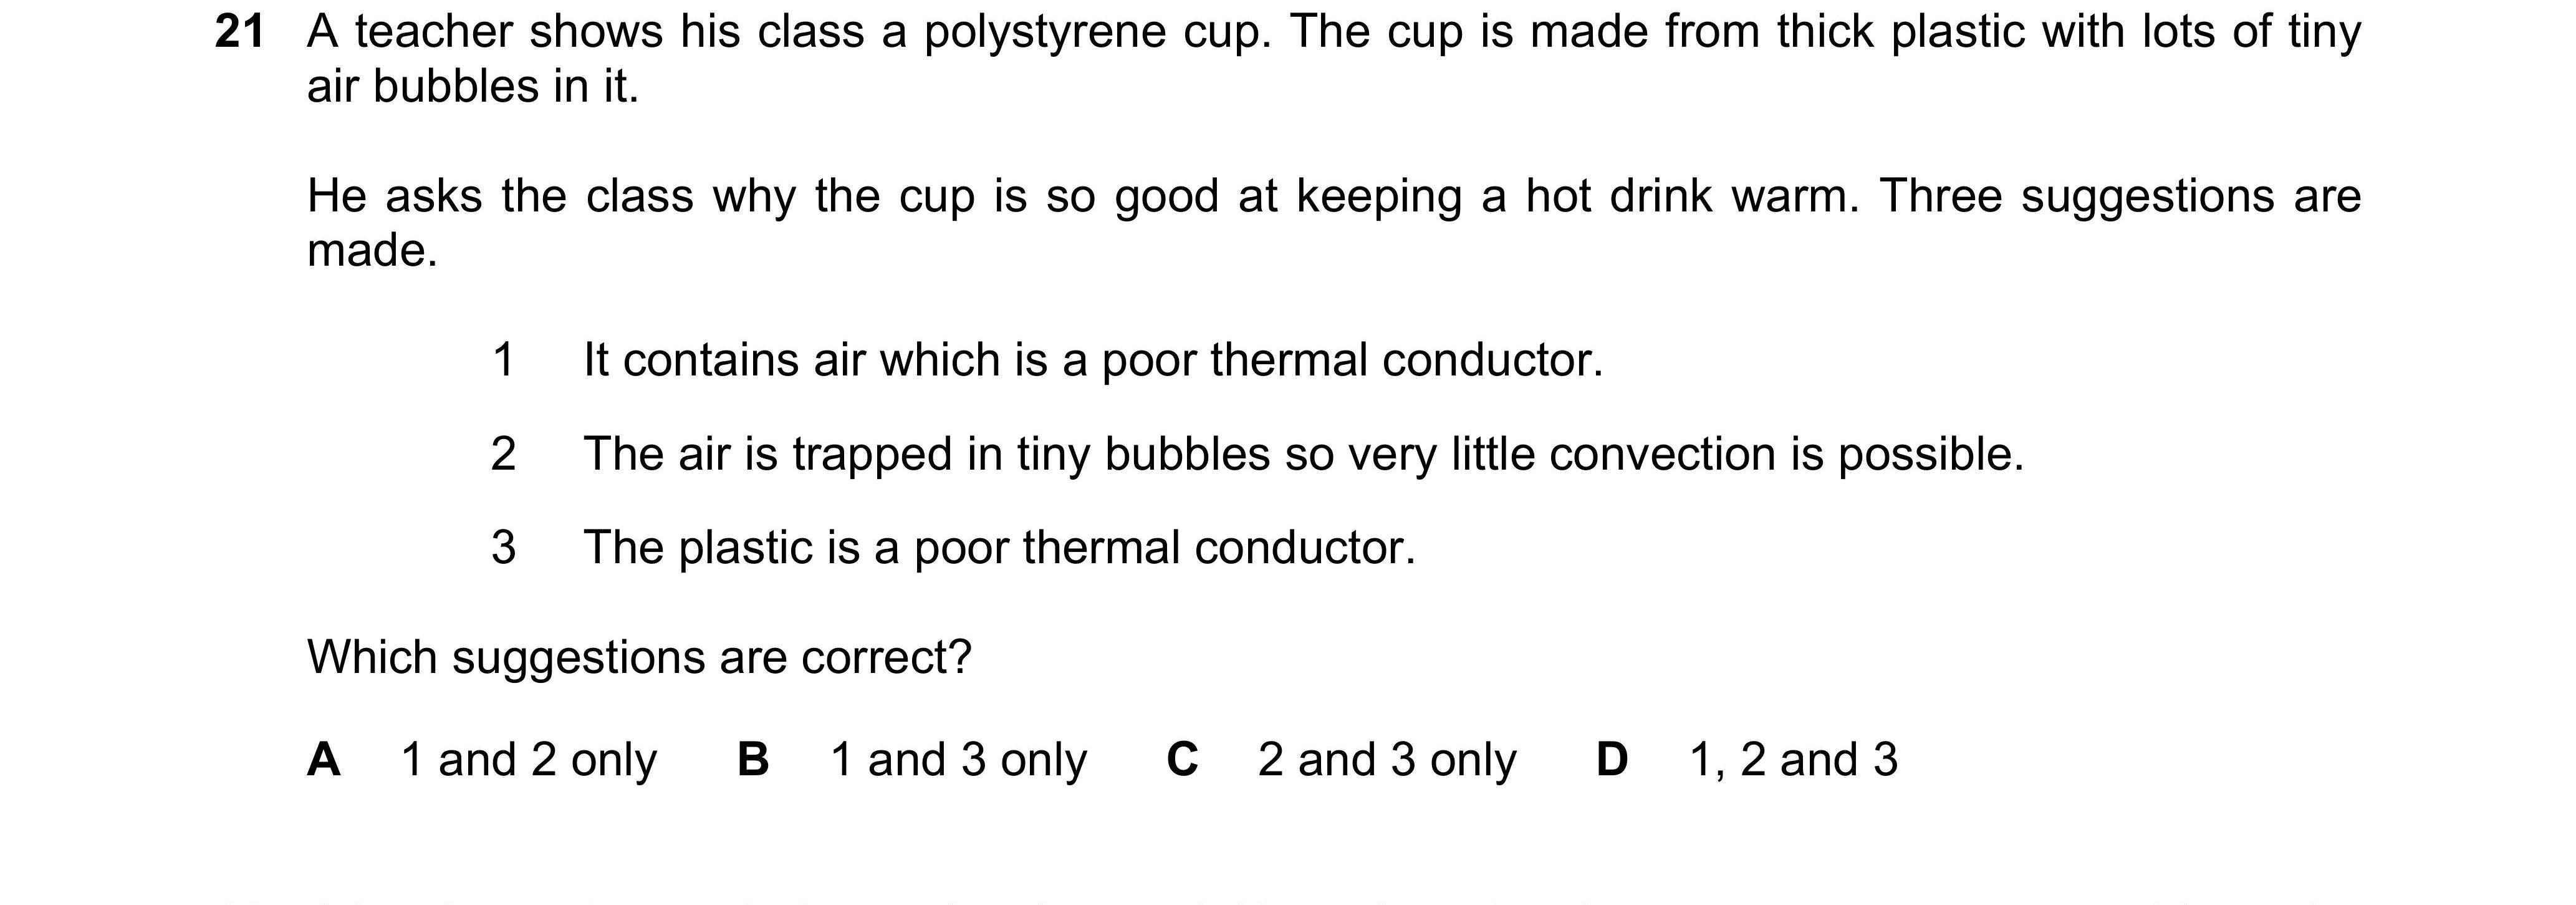 21 A teacher shows his class a polystyrene cup. The cup is made from thick plastic with lots of tiny
air bubbles in it.
He asks the class why the cup is so good at keeping a hot drink warm. Three suggestions are
made.
1 It contains air which is a poor thermal conductor.
2 The air is trapped in tiny bubbles so very little convection is possible.
3 The plastic is a poor thermal conductor.
Which suggestions are correct?
A 1 and 2 only B 1 and 3 only C 2 and 3 only D 1, 2 and 3